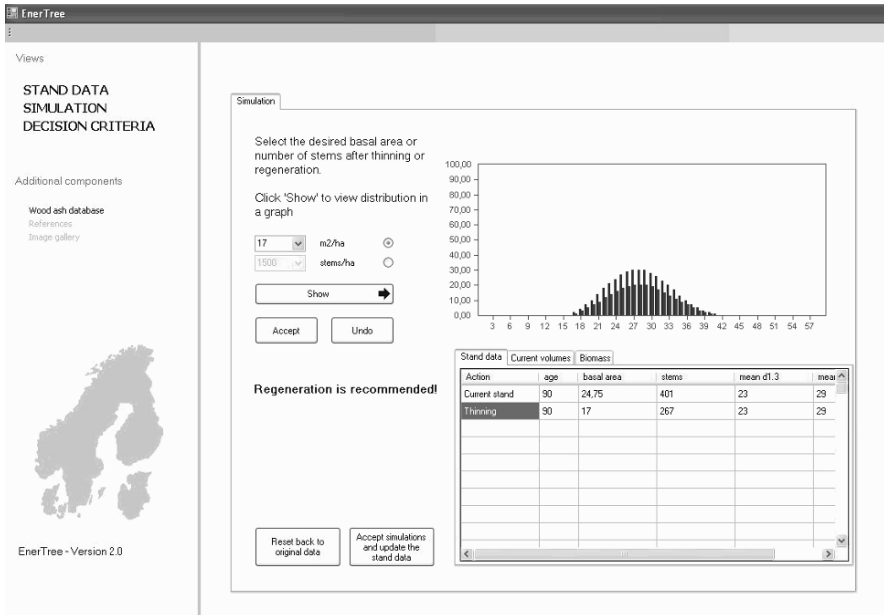 EnerTree
Views
STAND DATA
SIMULATION
DECISION CRITERIA
Additional components
Wood ash database
References
Image gallery
EnerTree - Version 2.0
Simulation
Select the desired basal area or
number of stems after thinning or
regeneration.
Click 'Show' to view distribution in
a graph
17 m2/ha
1500 stems/ha
Show
Accept Undo
Regeneration is recommended!
Reset back to
original data
Accept simulations
and update the
stand data
100,00
90,00
80,00
70,00
60,00
50,00
40,00
30,00
20,00
10,00
0,00
3 6 9 12 15 18 21 24 27 30 33 36 39 42 45 48 51 54 57
Stand data Current volumes Biomass
Action age basal area stems mean d1.3 mear
Current stand 90 24,75 401 23 29
Thinning 90 17 267 23 29